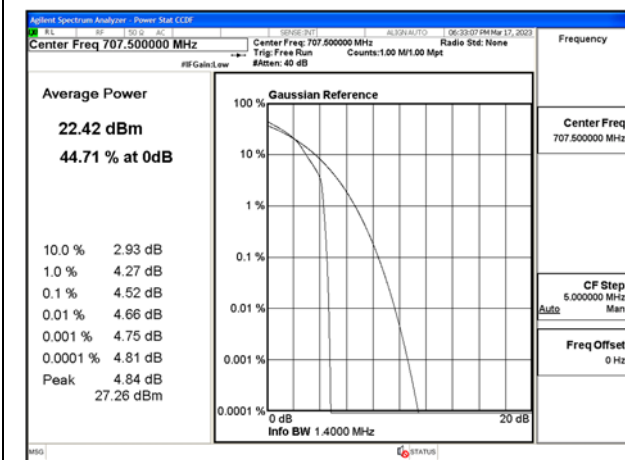 Agilent Spectrum Analyzer - Power Stat CCDF
RL RF 50 Ω AC SENSE:INT ALIGN AUTO 06:33:07 PM Mar 17, 2023
Center Freq 707.500000 MHz
Center Freq: 707.500000 MHz Radio Std: None
Trig: Free Run Counts:1.00 M/1.00 Mpt
#IFGain:Low #Atten: 40 dB
Frequency
Average Power
22.42 dBm
44.71 % at 0dB
10.0 % 2.93 dB
1.0 % 4.27 dB
0.1 % 4.52 dB
0.01 % 4.66 dB
0.001 % 4.75 dB
0.0001 % 4.81 dB
Peak 4.84 dB
27.26 dBm
Gaussian Reference
100 %
10 %
1 %
0.1 %
0.01 %
0.001 %
0.0001 %
0 dB 20 dB
Info BW 1.4000 MHz
Center Freq
707.500000 MHz
CF Step
5.000000 MHz
Auto Man
Freq Offset
0 Hz
MSG STATUS